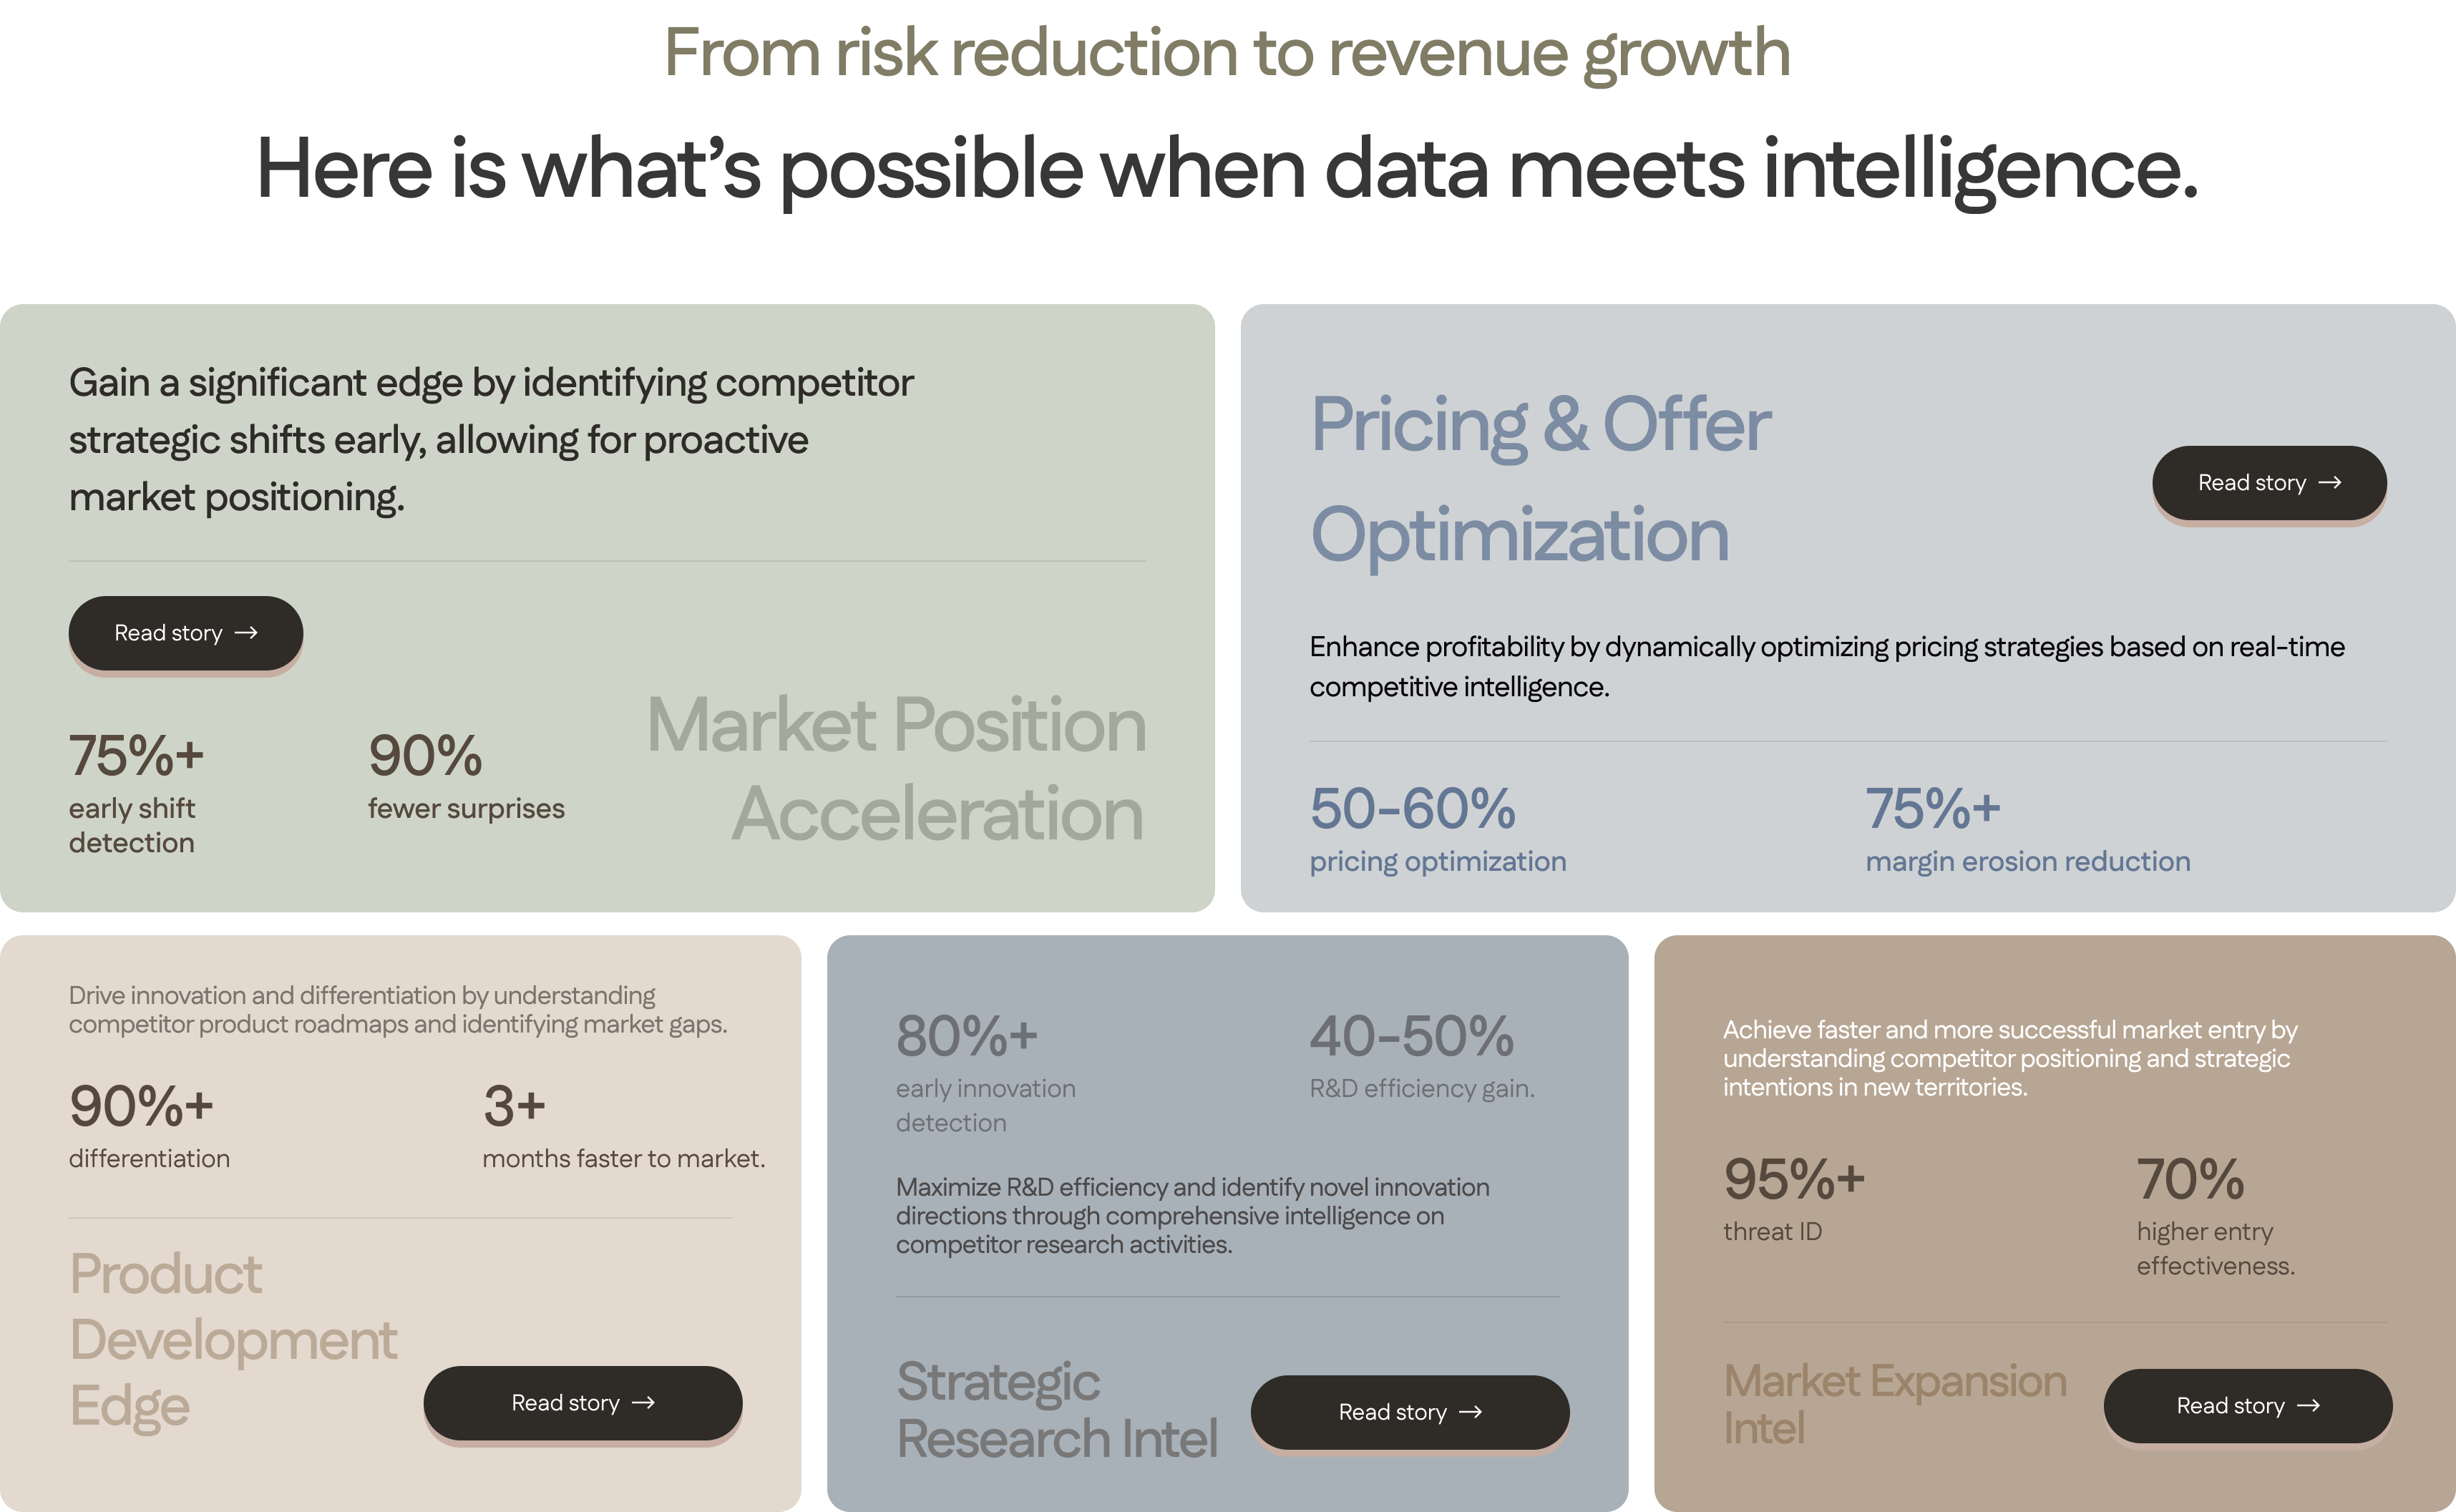 From risk reduction to revenue growth
Here is what’s possible when data meets intelligence.
Gain a significant edge by identifying competitor
strategic shifts early, allowing for proactive
market positioning.
Read story →
75%+
early shift
detection
90%
fewer surprises
Market Position
Acceleration
Pricing & Offer
Optimization
Read story →
Enhance profitability by dynamically optimizing pricing strategies based on real-time
competitive intelligence.
50-60%
pricing optimization
75%+
margin erosion reduction
Drive innovation and differentiation by understanding
competitor product roadmaps and identifying market gaps.
90%+
differentiation
3+
months faster to market.
Product
Development
Edge
Read story →
80%+
early innovation
detection
40-50%
R&D efficiency gain.
Maximize R&D efficiency and identify novel innovation
directions through comprehensive intelligence on
competitor research activities.
Strategic
Research Intel
Read story →
Achieve faster and more successful market entry by
understanding competitor positioning and strategic
intentions in new territories.
95%+
threat ID
70%
higher entry
effectiveness.
Market Expansion
Intel
Read story →